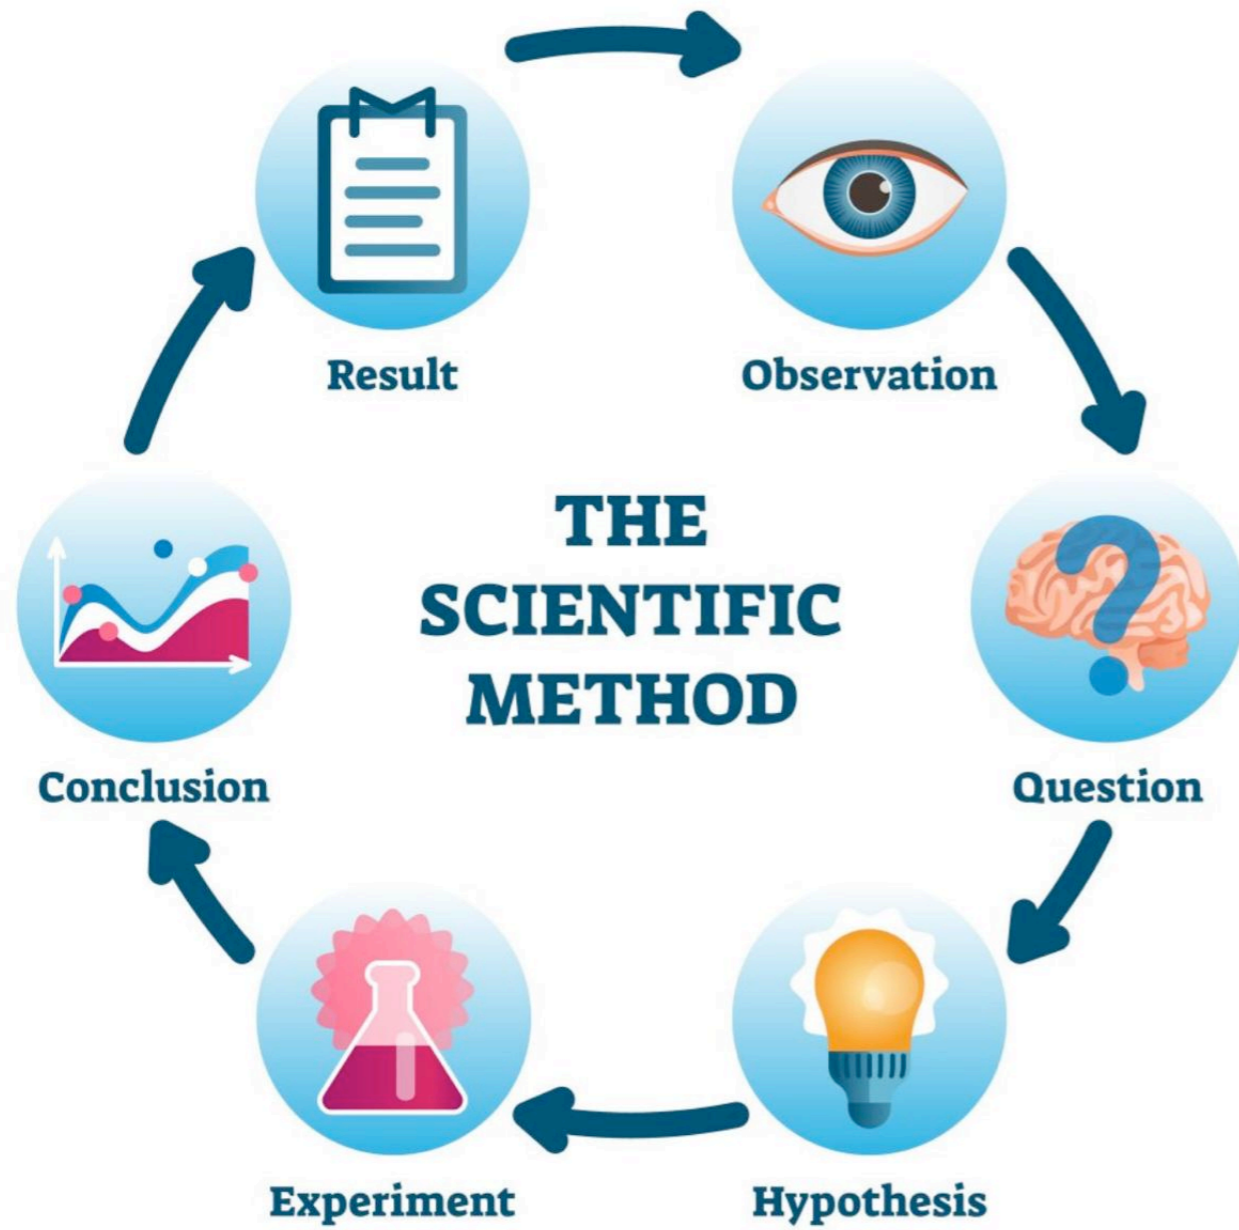 Result
Observation
THE
SCIENTIFIC
METHOD
Conclusion
Question
Experiment
Hypothesis